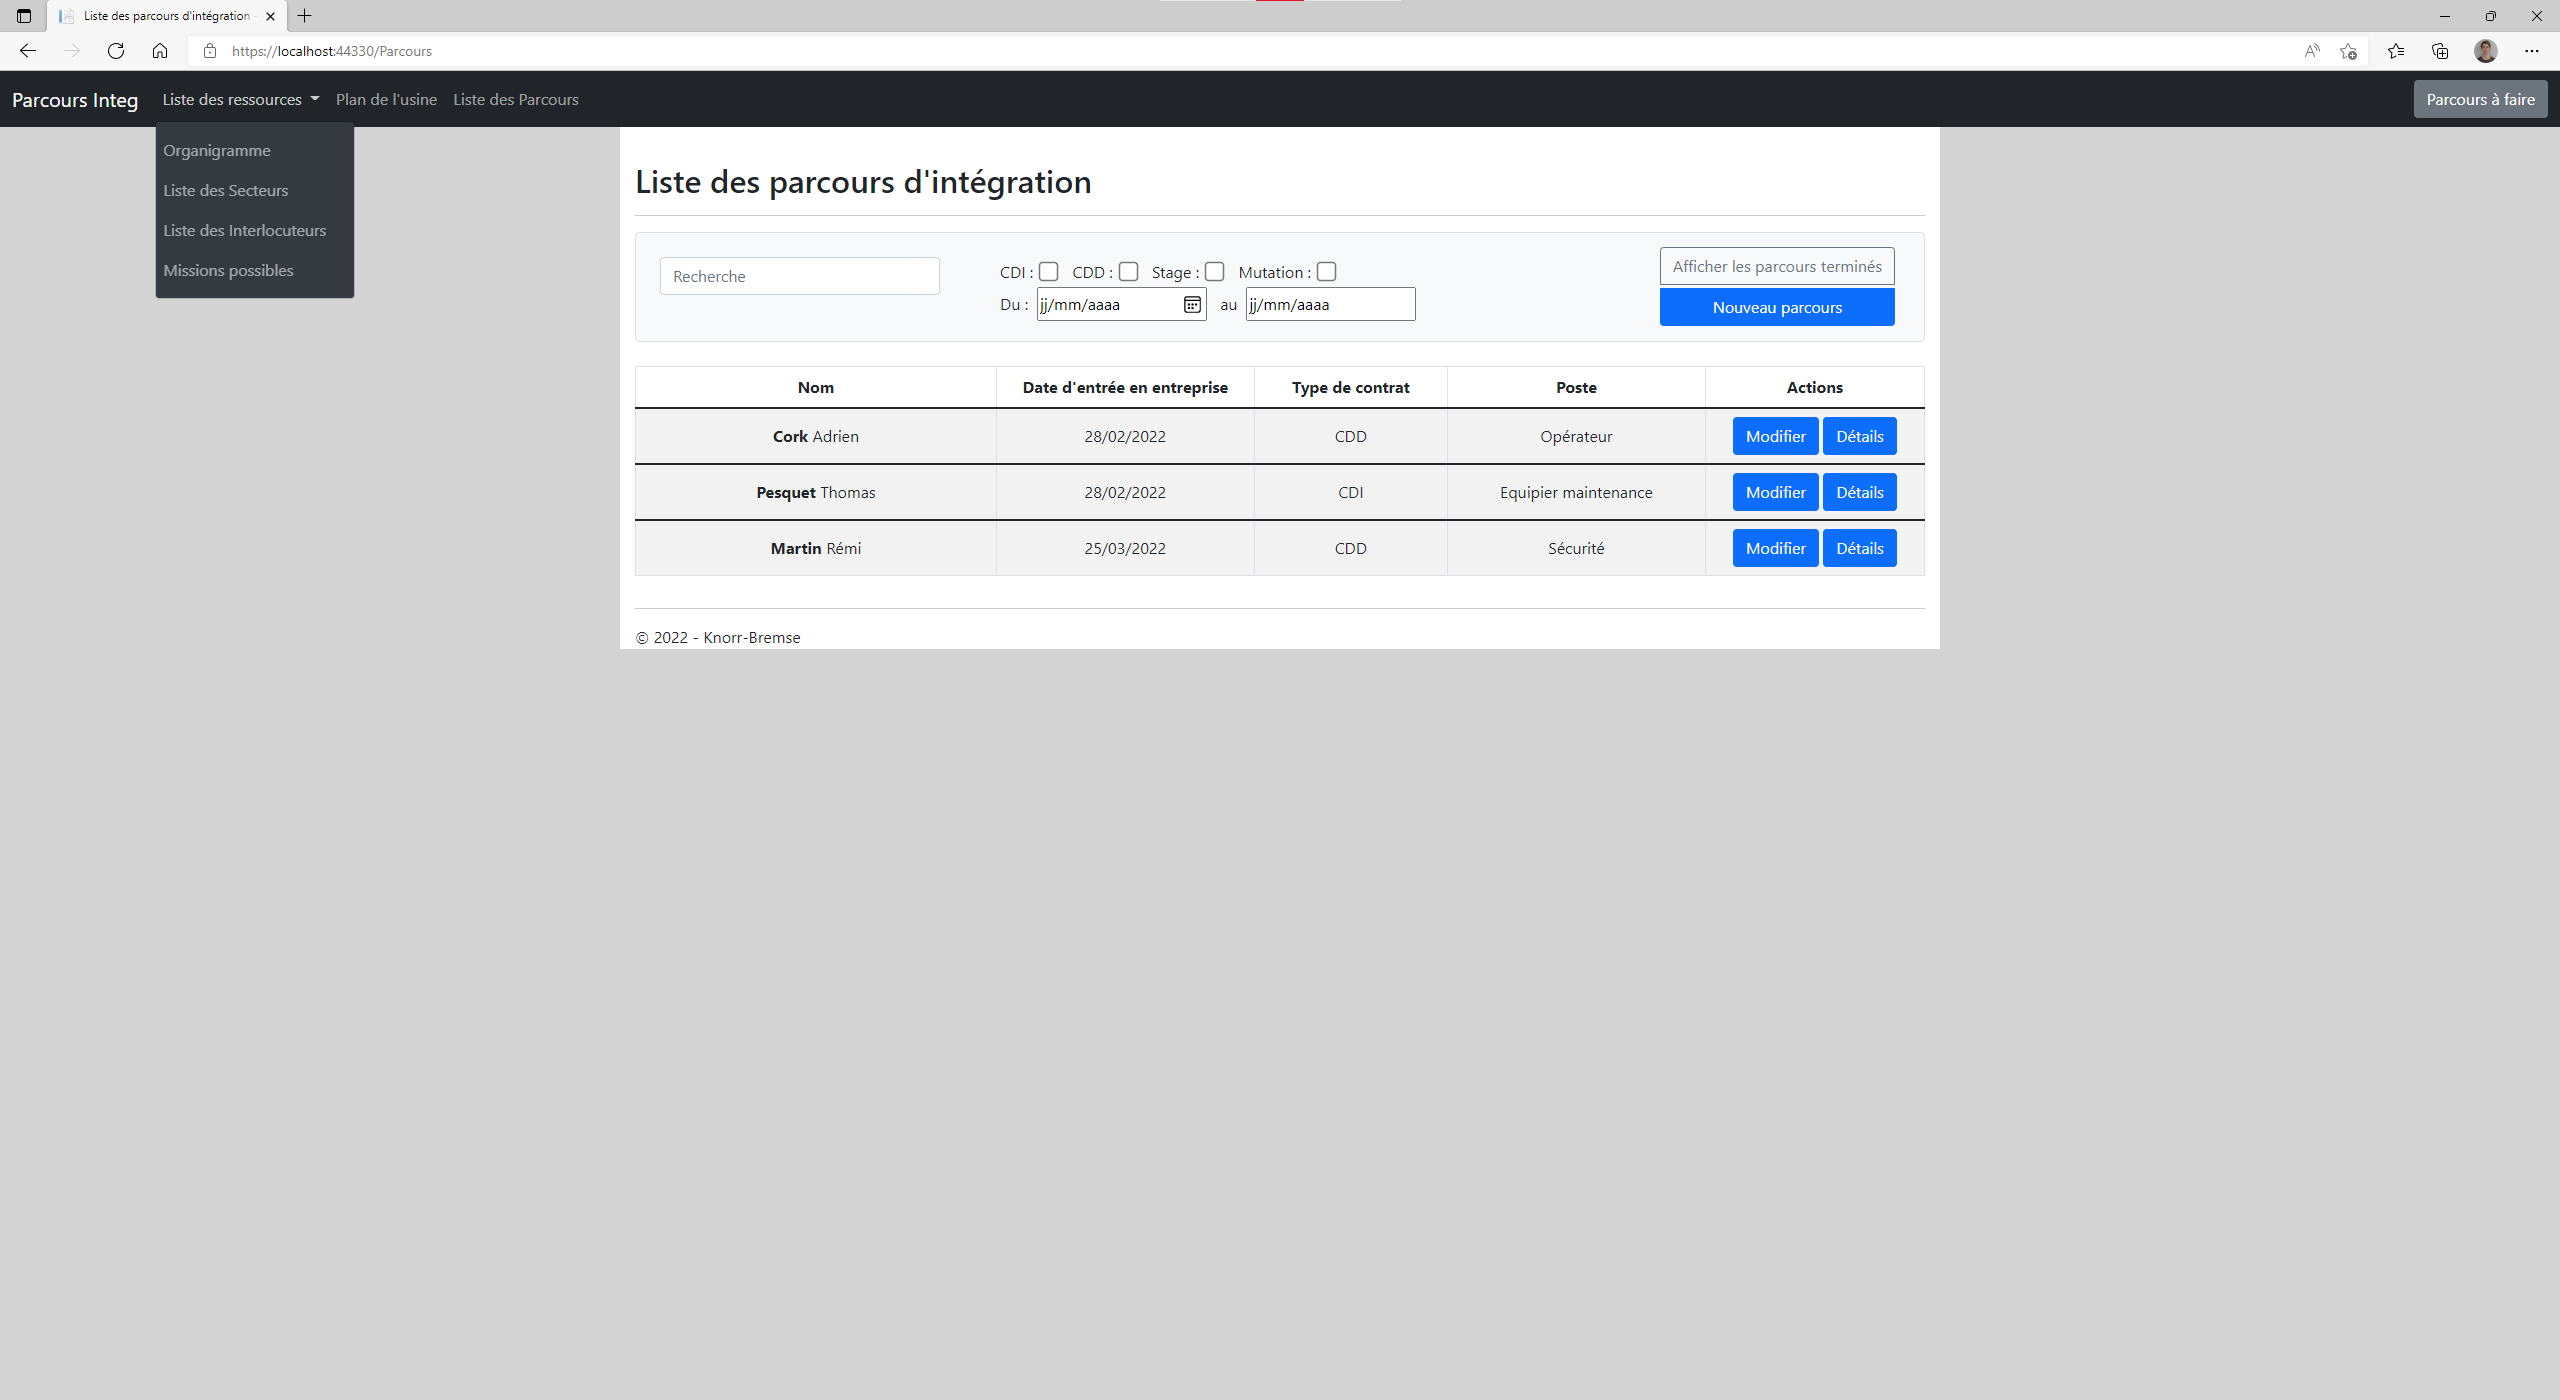 Liste des parcours d'intégration
https://localhost:44330/Parcours
Parcours Integ Liste des ressources Plan de l'usine Liste des Parcours Parcours à faire
Organigramme
Liste des Secteurs
Liste des Interlocuteurs
Missions possibles
Liste des parcours d'intégration
Recherche
CDI : CDD : Stage : Mutation :
Du : jj/mm/aaaa au jj/mm/aaaa
Afficher les parcours terminés
Nouveau parcours
Nom Date d'entrée en entreprise Type de contrat Poste Actions
Cork Adrien 28/02/2022 CDD Opérateur Modifier Détails
Pesquet Thomas 28/02/2022 CDI Equipier maintenance Modifier Détails
Martin Rémi 25/03/2022 CDD Sécurité Modifier Détails
© 2022 - Knorr-Bremse